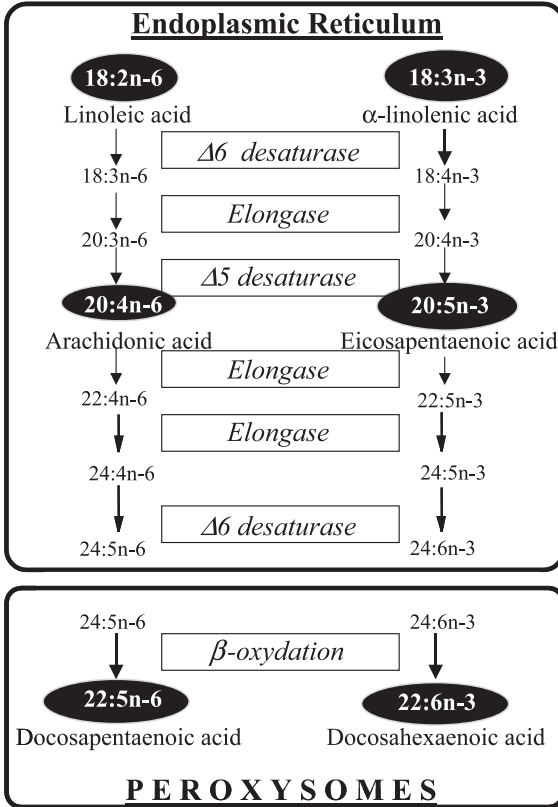 Endoplasmic Reticulum
18:2n-6 18:3n-3
Linoleic acid α-linolenic acid
Δ6 desaturase
18:3n-6 18:4n-3
Elongase
20:3n-6 20:4n-3
Δ5 desaturase
20:4n-6 20:5n-3
Arachidonic acid Eicosapentaenoic acid
Elongase
22:4n-6 22:5n-3
Elongase
24:4n-6 24:5n-3
Δ6 desaturase
24:5n-6 24:6n-3
24:5n-6 24:6n-3
β-oxydation
22:5n-6 22:6n-3
Docosapentaenoic acid Docosahexaenoic acid
PEROXYSOMES